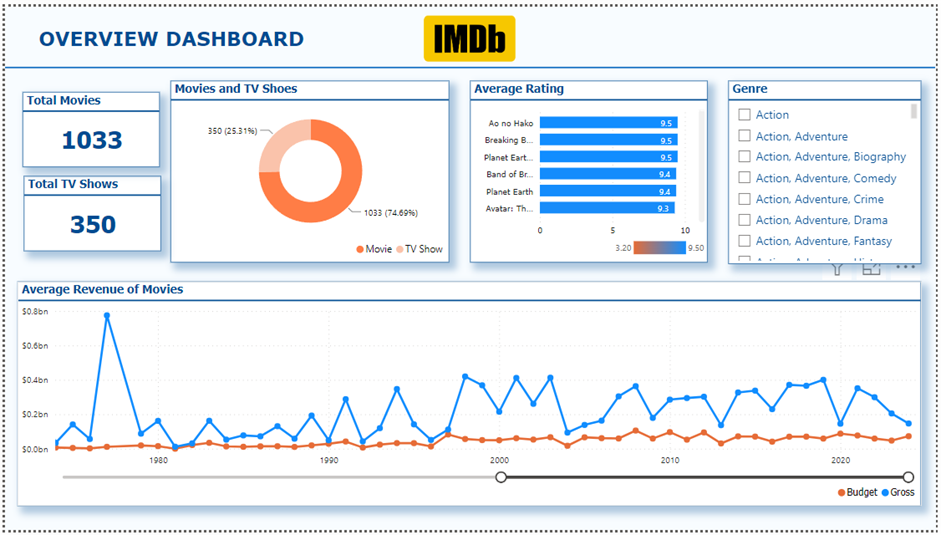 OVERVIEW DASHBOARD
IMDb
Total Movies
1033
Total TV Shows
350
Movies and TV Shoes
350 (25.31%)
1033 (74.69%)
Movie TV Show
Average Rating
Ao no Hako 9.5
Breaking B... 9.5
Planet Eart... 9.5
Band of Br... 9.4
Planet Earth 9.4
Avatar: Th... 9.3
0 5 10
3.20 9.50
Genre
Action
Action, Adventure
Action, Adventure, Biography
Action, Adventure, Comedy
Action, Adventure, Crime
Action, Adventure, Drama
Action, Adventure, Fantasy
Average Revenue of Movies
$0.8bn
$0.6bn
$0.4bn
$0.2bn
$0.0bn
1980 1990 2000 2010 2020
Budget Gross